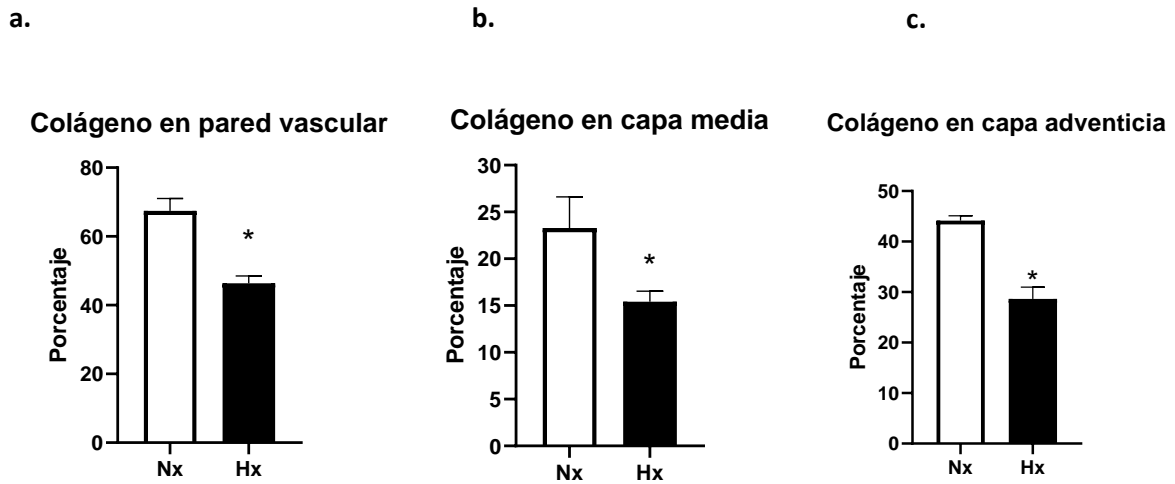 a.
Colágeno en pared vascular
Porcentaje
80
60
40
20
0
*
Nx
Hx
b.
Colágeno en capa media
Porcentaje
30
25
20
15
10
5
0
*
Nx
Hx
c.
Colágeno en capa adventicia
Porcentaje
50
40
30
20
10
0
*
Nx
Hx